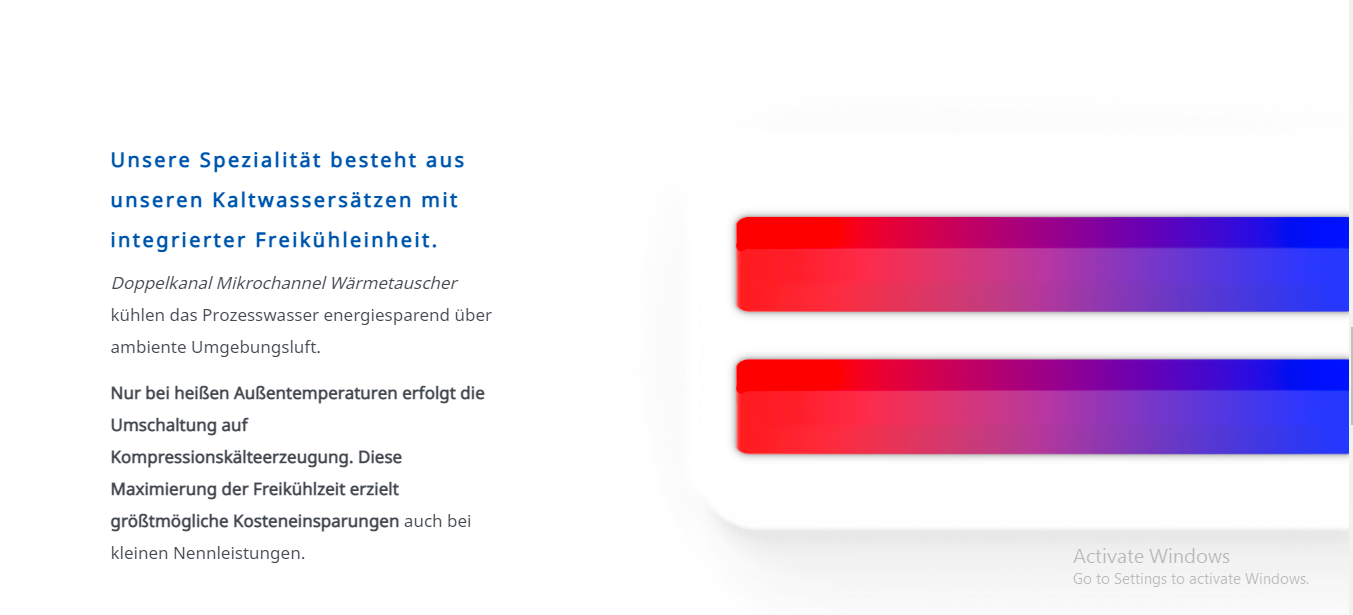 Unsere Spezialität besteht aus
unseren Kaltwassersätzen mit
integrierter Freikühleinheit.
Doppelkanal Mikrochannel Wärmetauscher
kühlen das Prozesswasser energiesparend über
ambiente Umgebungsluft.
Nur bei heißen Außentemperaturen erfolgt die
Umschaltung auf
Kompressionskälteerzeugung. Diese
Maximierung der Freikühlzeit erzielt
größtmögliche Kosteneinsparungen auch bei
kleinen Nennleistungen.
Activate Windows
Go to Settings to activate Windows.